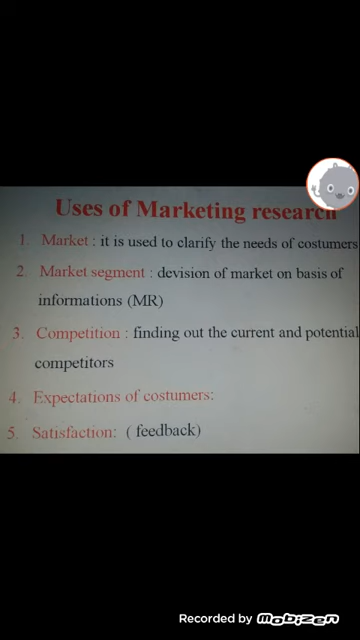 Uses of Marketing research
1. Market : it is used to clarify the needs of costumers
2. Market segment : devision of market on basis of
informations (MR)
3. Competition : finding out the current and potential
competitors
4. Expectations of costumers:
5. Satisfaction: ( feedback)
Recorded by Mobizen